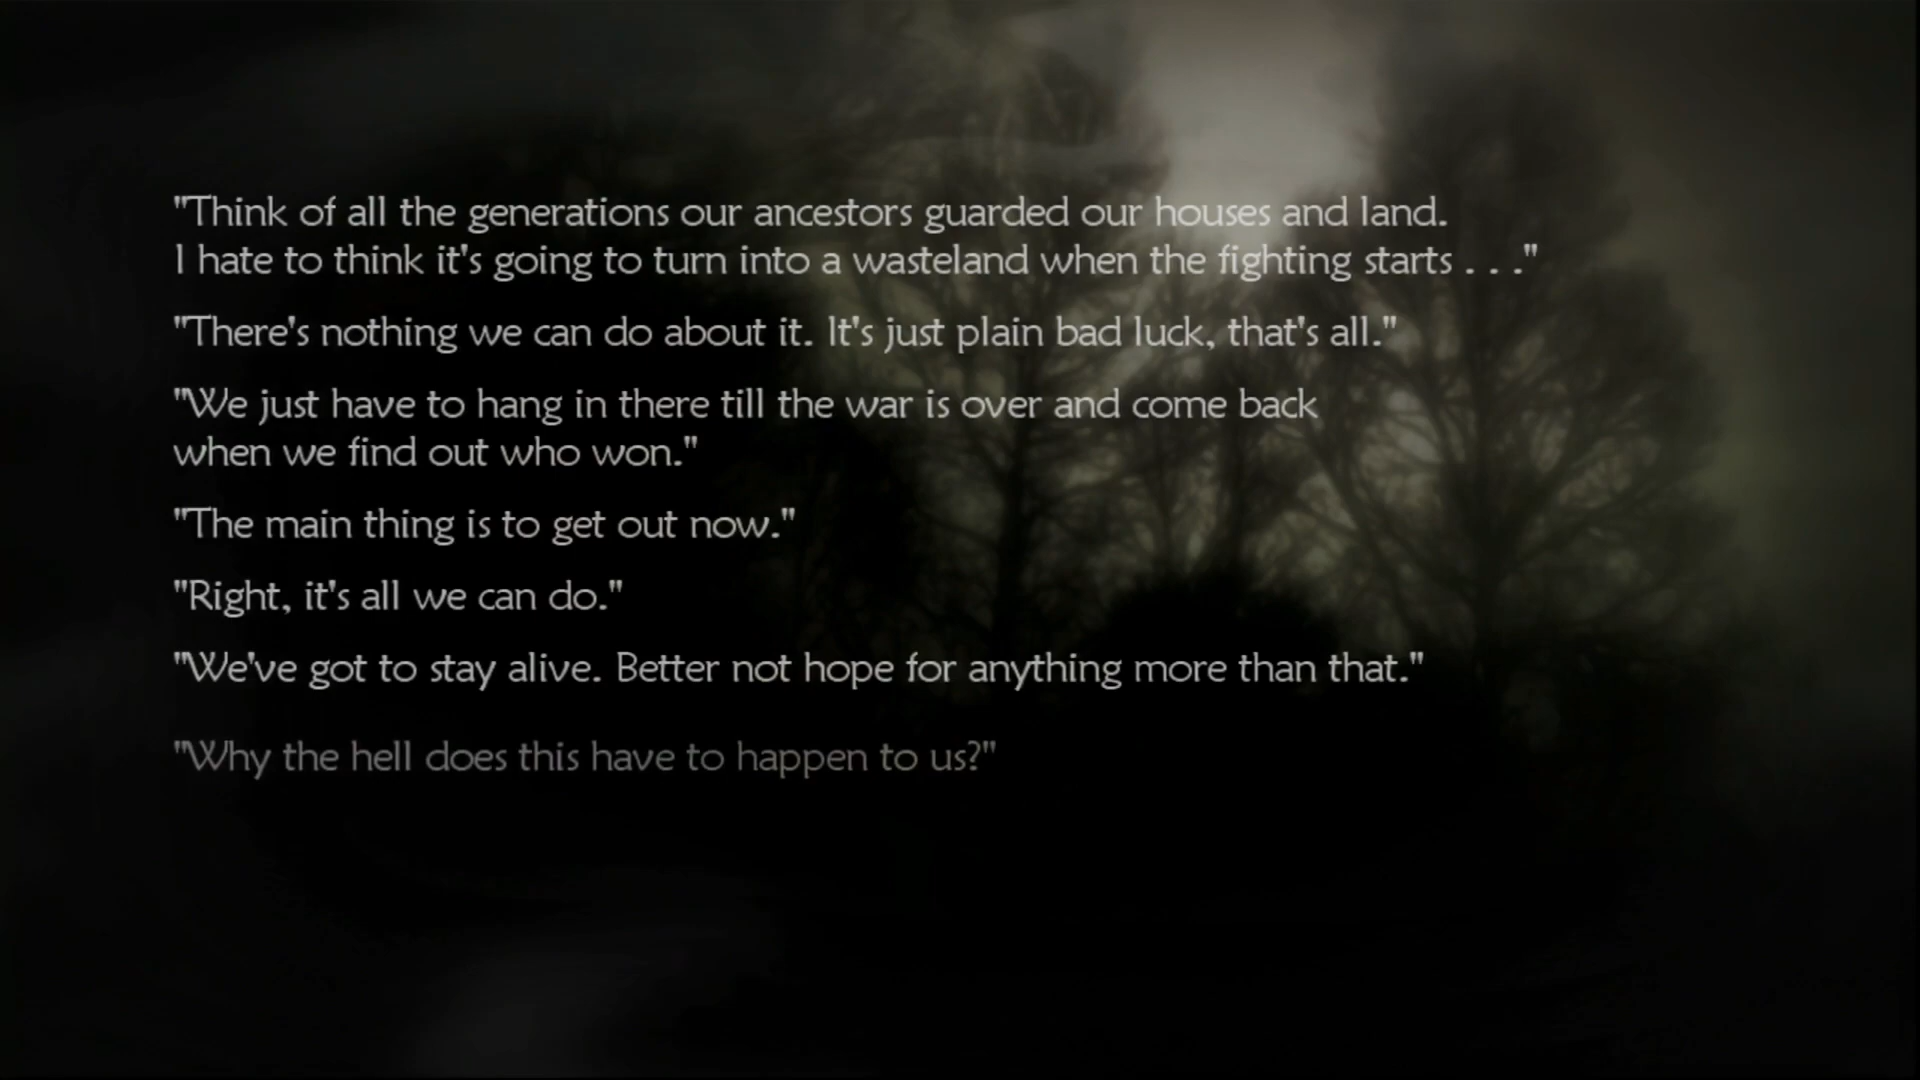 "Think of all the generations our ancestors guarded our houses and land.
I hate to think it's going to turn into a wasteland when the fighting starts . . ."
"There's nothing we can do about it. It's just plain bad luck, that's all."
"We just have to hang in there till the war is over and come back
when we find out who won."
"The main thing is to get out now."
"Right, it's all we can do."
"We've got to stay alive. Better not hope for anything more than that."
"Why the hell does this have to happen to us?"